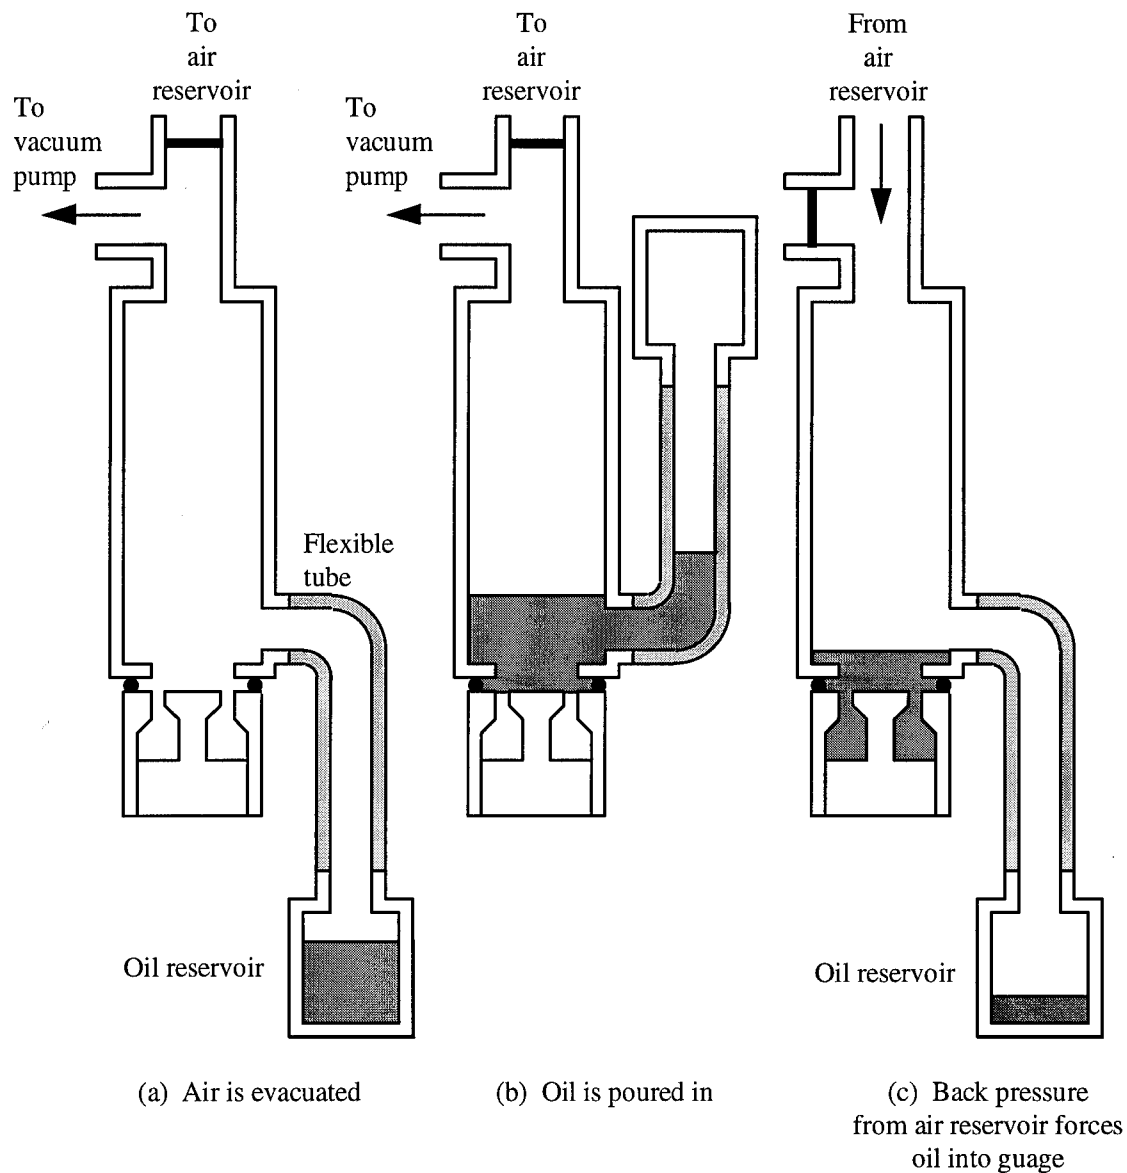 To
air
reservoir
To
vacuum
pump
To
air
reservoir
To
vacuum
pump
From
air
reservoir
Flexible
tube
Oil reservoir
Oil reservoir
(a) Air is evacuated
(b) Oil is poured in
(c) Back pressure
from air reservoir forces
oil into guage